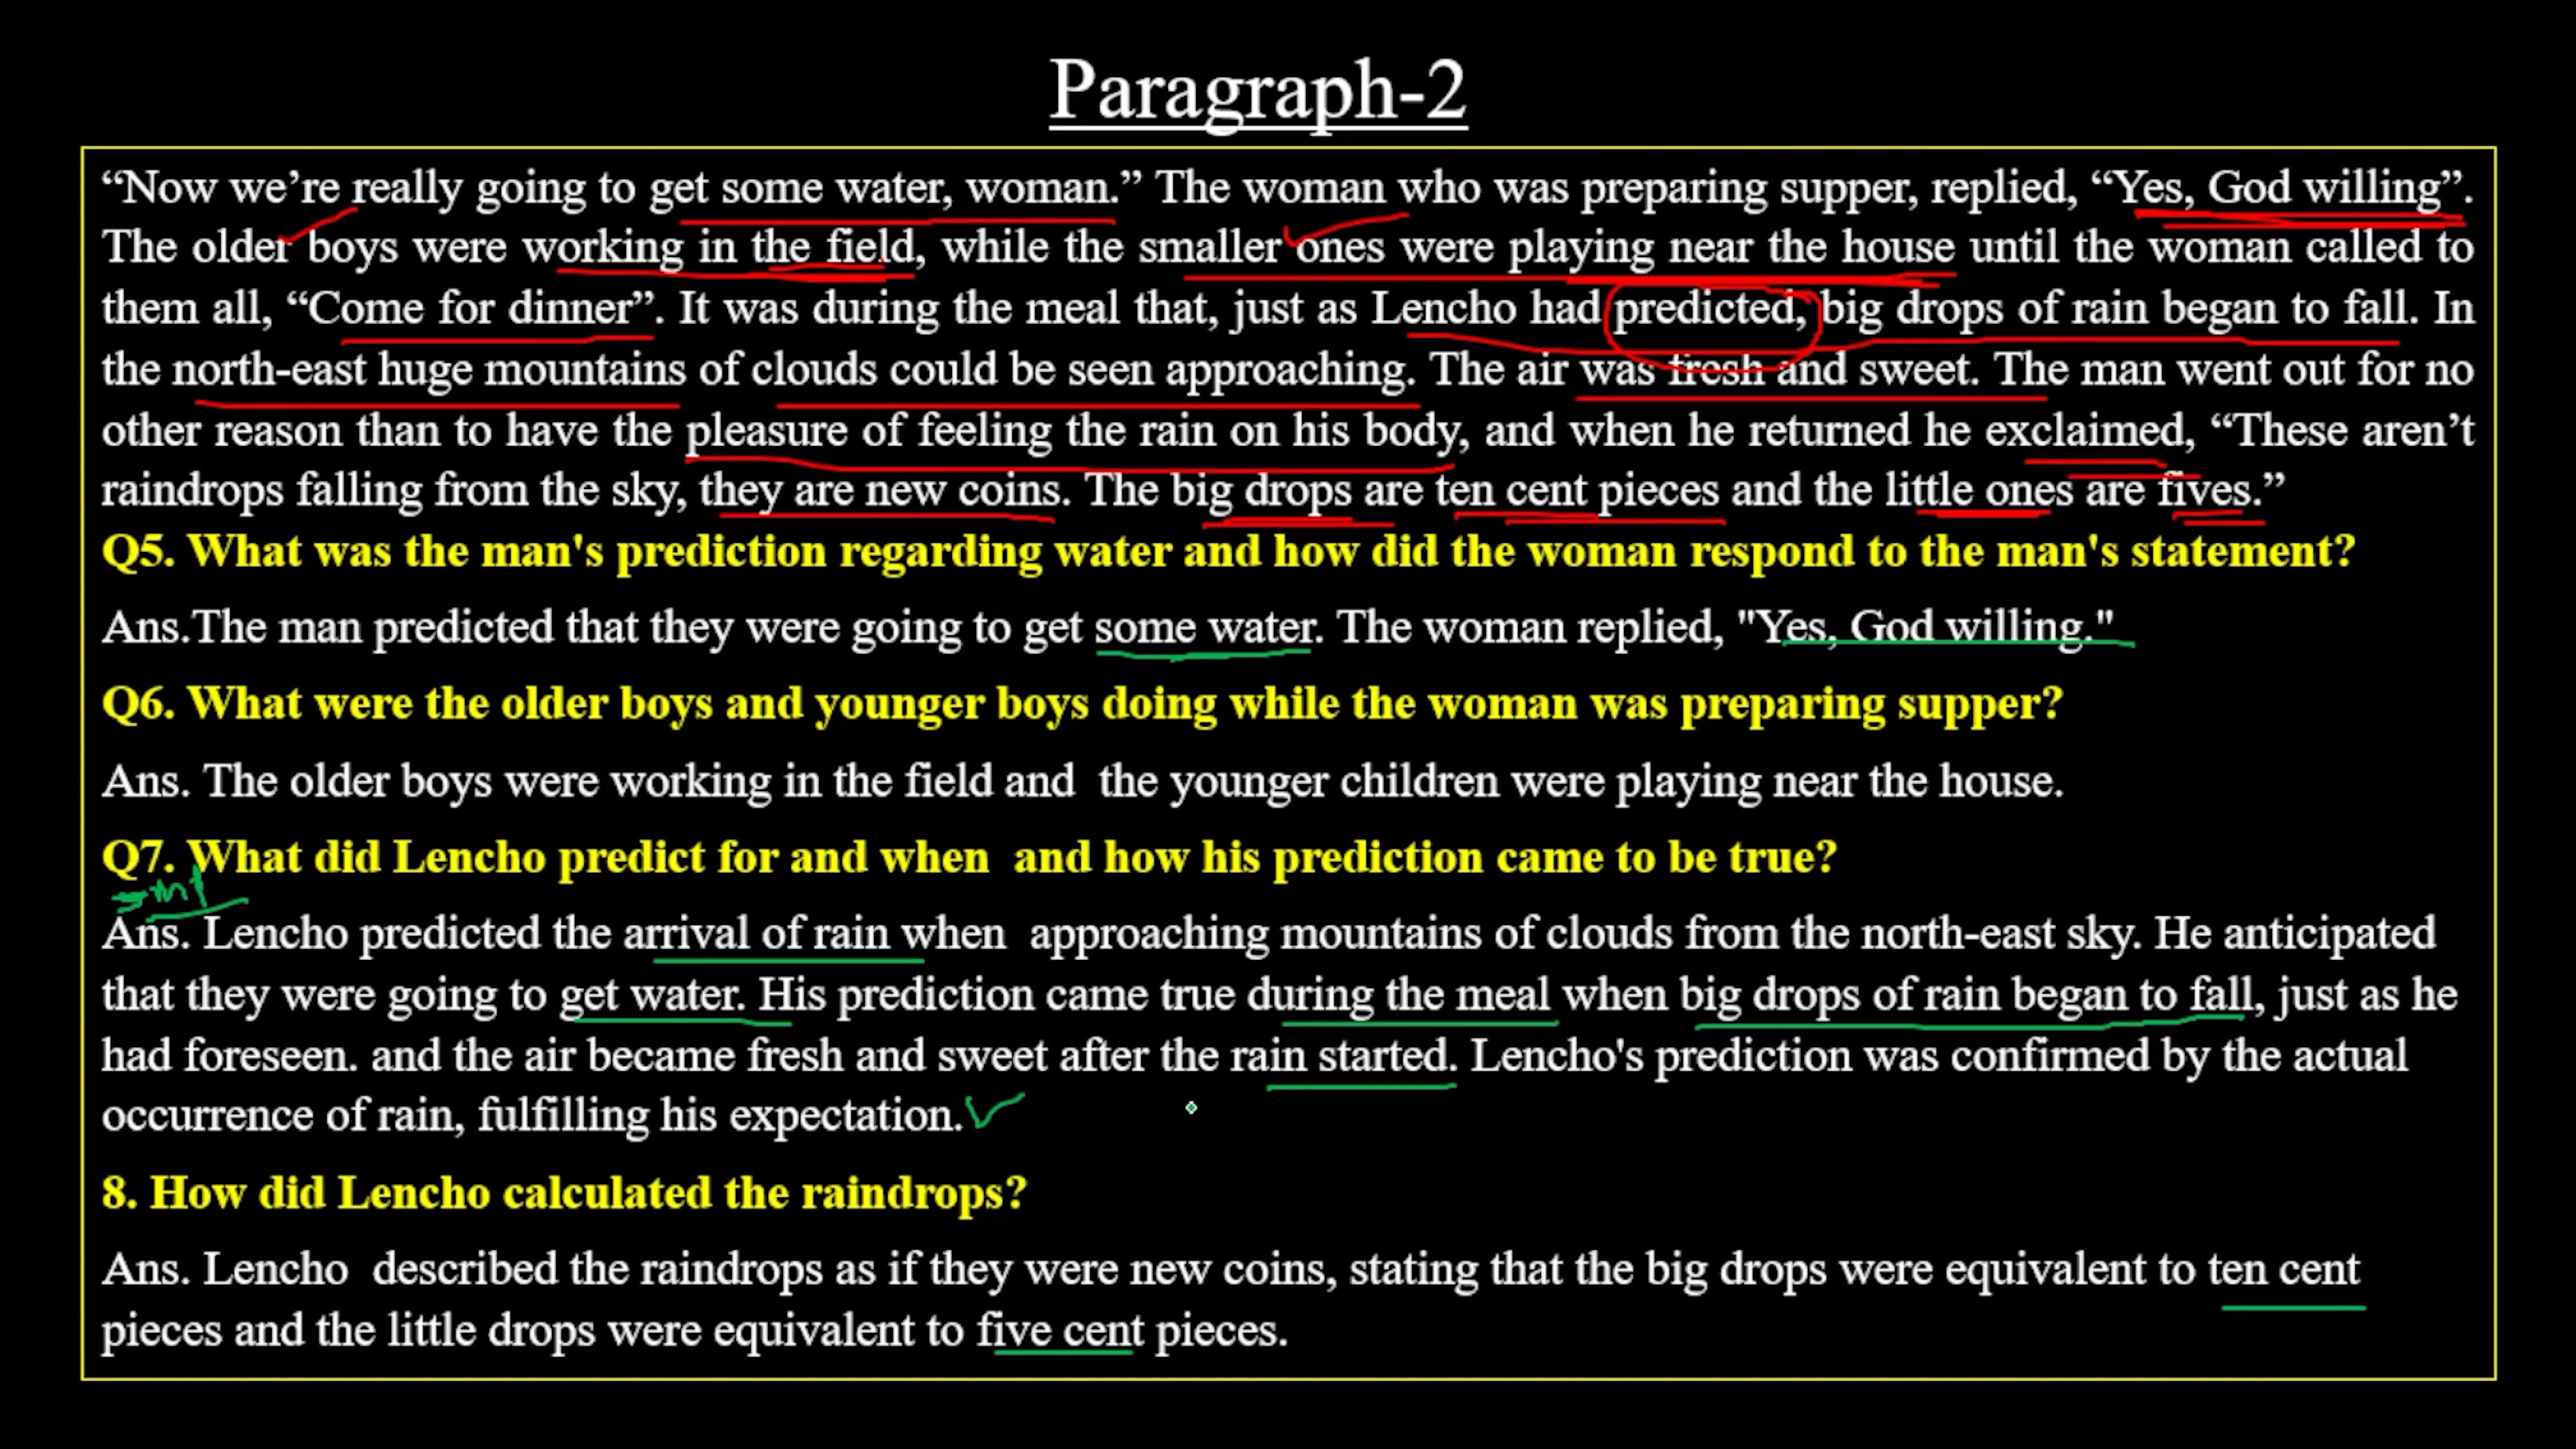 Paragraph-2
“Now we’re really going to get some water, woman.” The woman who was preparing supper, replied, “Yes, God willing”.
The older boys were working in the field, while the smaller ones were playing near the house until the woman called to
them all, “Come for dinner”. It was during the meal that, just as Lencho had predicted, big drops of rain began to fall. In
the north-east huge mountains of clouds could be seen approaching. The air was fresh and sweet. The man went out for no
other reason than to have the pleasure of feeling the rain on his body, and when he returned he exclaimed, “These aren’t
raindrops falling from the sky, they are new coins. The big drops are ten cent pieces and the little ones are fives.”
Q5. What was the man's prediction regarding water and how did the woman respond to the man's statement?
Ans.The man predicted that they were going to get some water. The woman replied, "Yes, God willing."
Q6. What were the older boys and younger boys doing while the woman was preparing supper?
Ans. The older boys were working in the field and the younger children were playing near the house.
Q7. What did Lencho predict for and when and how his prediction came to be true?
Ans. Lencho predicted the arrival of rain when approaching mountains of clouds from the north-east sky. He anticipated
that they were going to get water. His prediction came true during the meal when big drops of rain began to fall, just as he
had foreseen. and the air became fresh and sweet after the rain started. Lencho's prediction was confirmed by the actual
occurrence of rain, fulfilling his expectation.
8. How did Lencho calculated the raindrops?
Ans. Lencho described the raindrops as if they were new coins, stating that the big drops were equivalent to ten cent
pieces and the little drops were equivalent to five cent pieces.